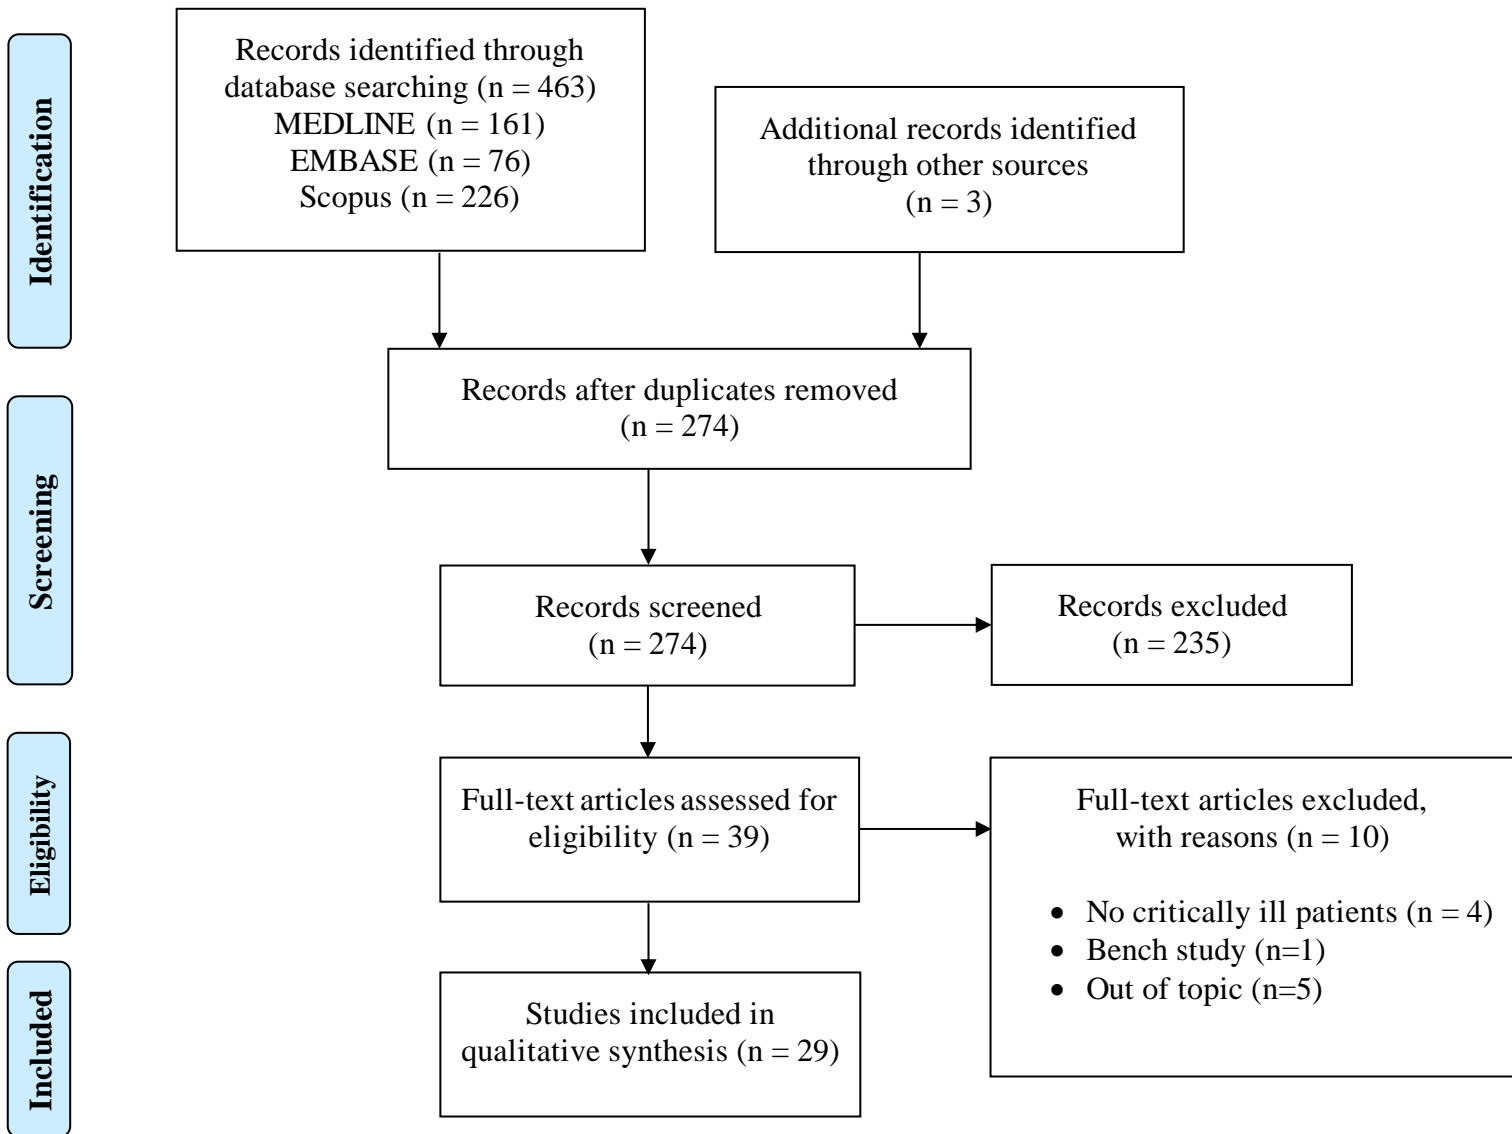 Identification
Records identified through
database searching (n = 463)
MEDLINE (n = 161)
EMBASE (n = 76)
Scopus (n = 226)
Additional records identified
through other sources
(n = 3)
Screening
Records after duplicates removed
(n = 274)
Records screened
(n = 274)
Records excluded
(n = 235)
Eligibility
Full-text articles assessed for
eligibility (n = 39)
Full-text articles excluded,
with reasons (n = 10)
• No critically ill patients (n = 4)
• Bench study (n=1)
• Out of topic (n=5)
Included
Studies included in
qualitative synthesis (n = 29)